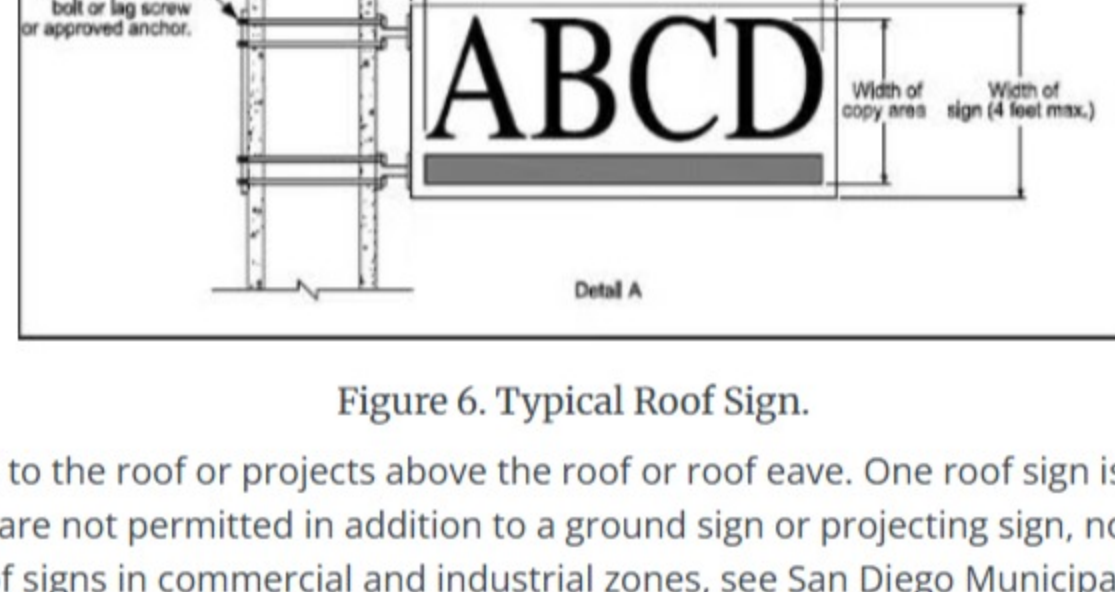 bolt or lag screw
or approved anchor.
ABCD
Width of
copy area
Width of
sign (4 feet max.)
Detail A
Figure 6. Typical Roof Sign.
to the roof or projects above the roof or roof eave. One roof sign is
are not permitted in addition to a ground sign or projecting sign,
signs in commercial and industrial zones, see San Diego